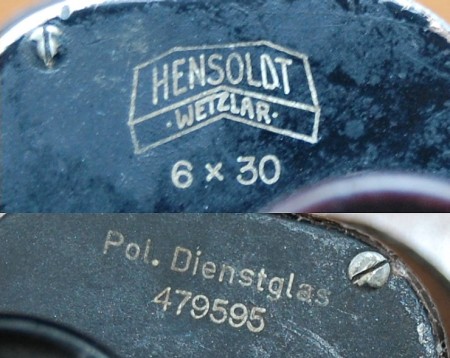 HENSOLDT
·WETZLAR·
6 × 30
Pol. Dienstglas
479595